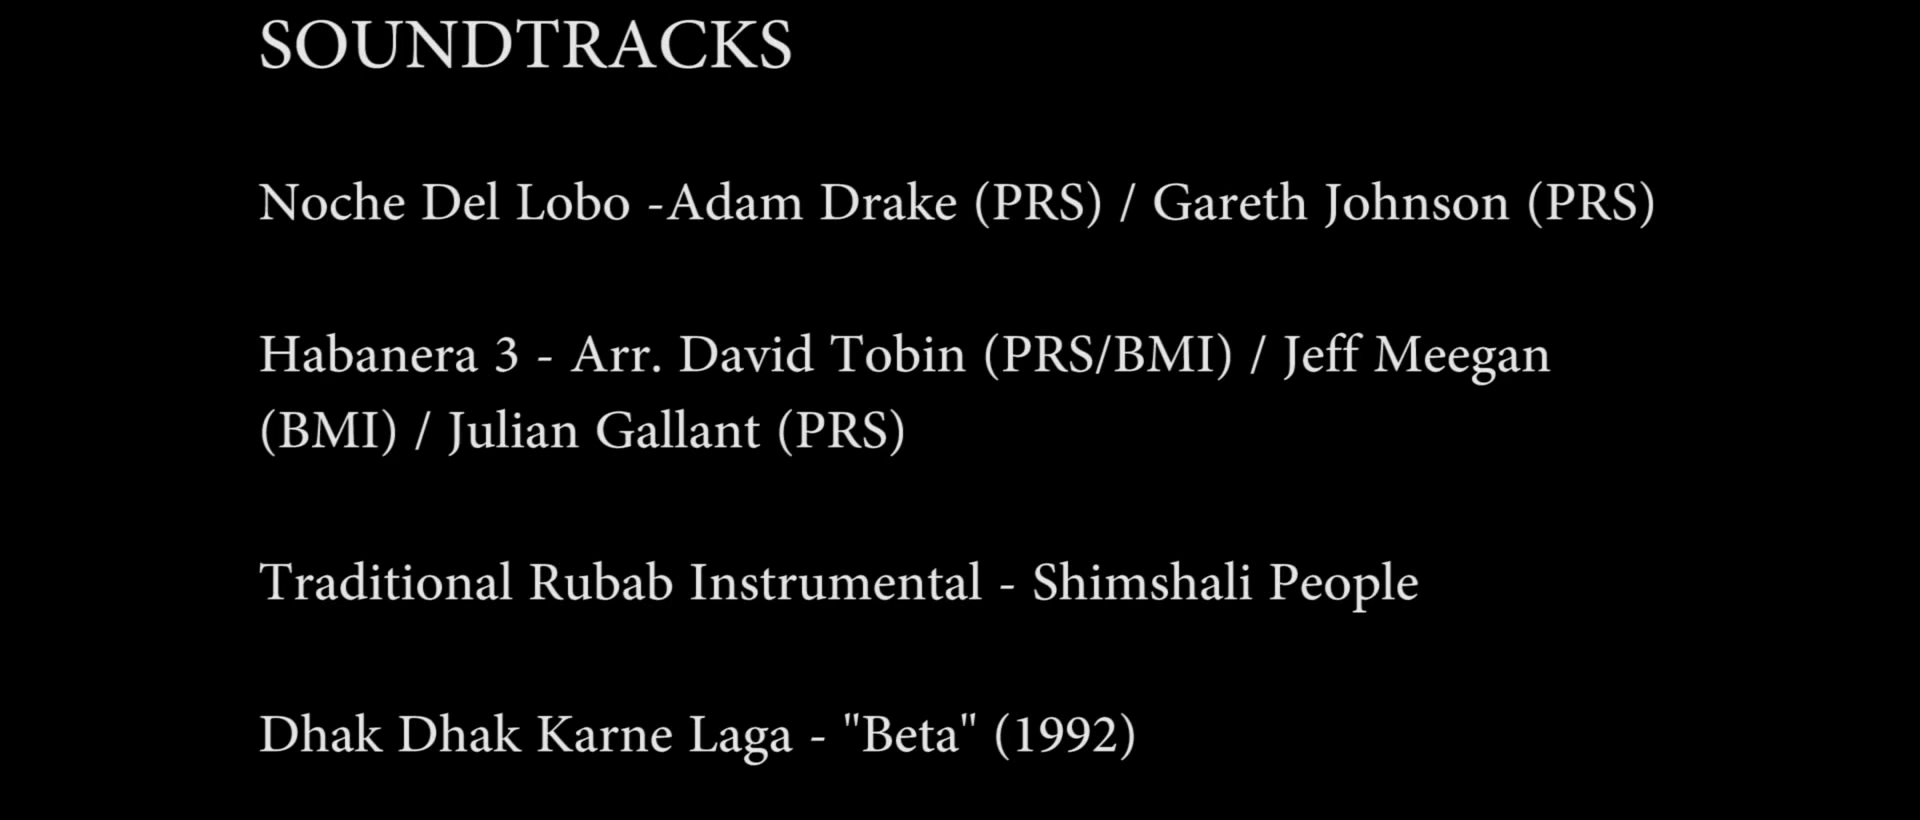 SOUNDTRACKS
Noche Del Lobo -Adam Drake (PRS) / Gareth Johnson (PRS)
Habanera 3 - Arr. David Tobin (PRS/BMI) / Jeff Meegan
(BMI) / Julian Gallant (PRS)
Traditional Rubab Instrumental - Shimshali People
Dhak Dhak Karne Laga - "Beta" (1992)